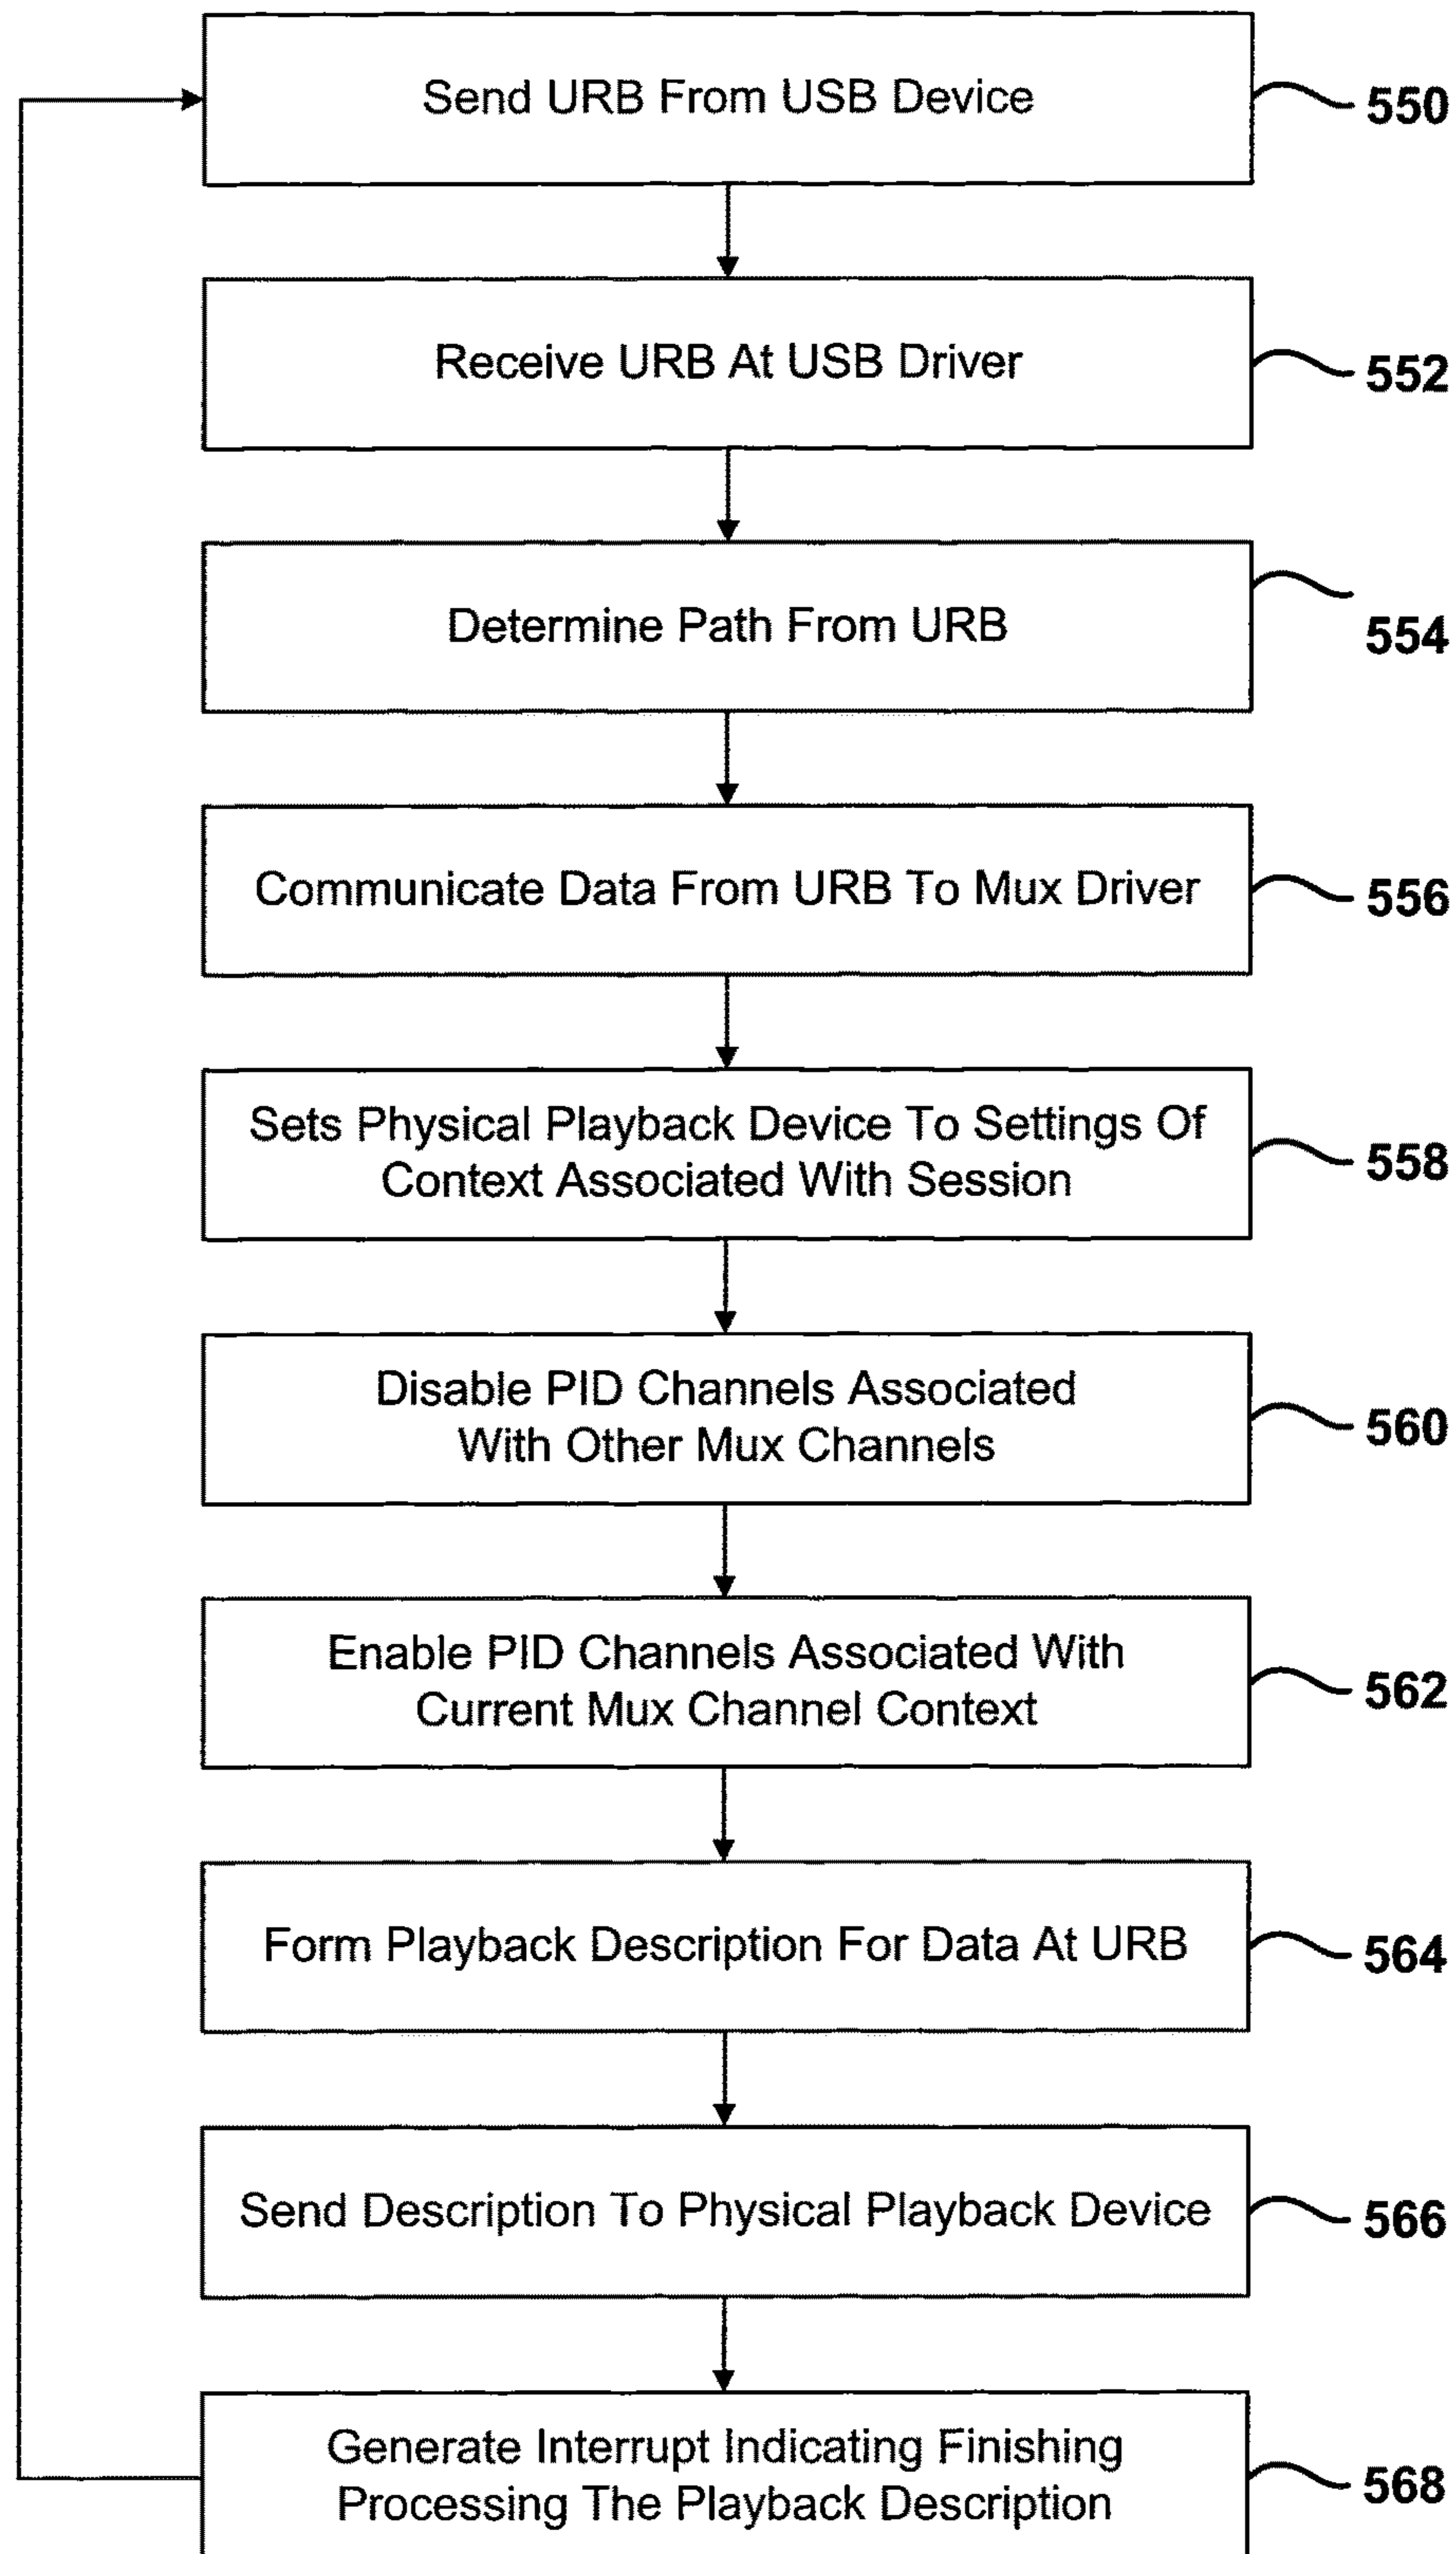 Send URB From USB Device
550
Receive URB At USB Driver
552
Determine Path From URB
554
Communicate Data From URB To Mux Driver
556
Sets Physical Playback Device To Settings Of
Context Associated With Session
558
Disable PID Channels Associated
With Other Mux Channels
560
Enable PID Channels Associated With
Current Mux Channel Context
562
Form Playback Description For Data At URB
564
Send Description To Physical Playback Device
566
Generate Interrupt Indicating Finishing
Processing The Playback Description
568